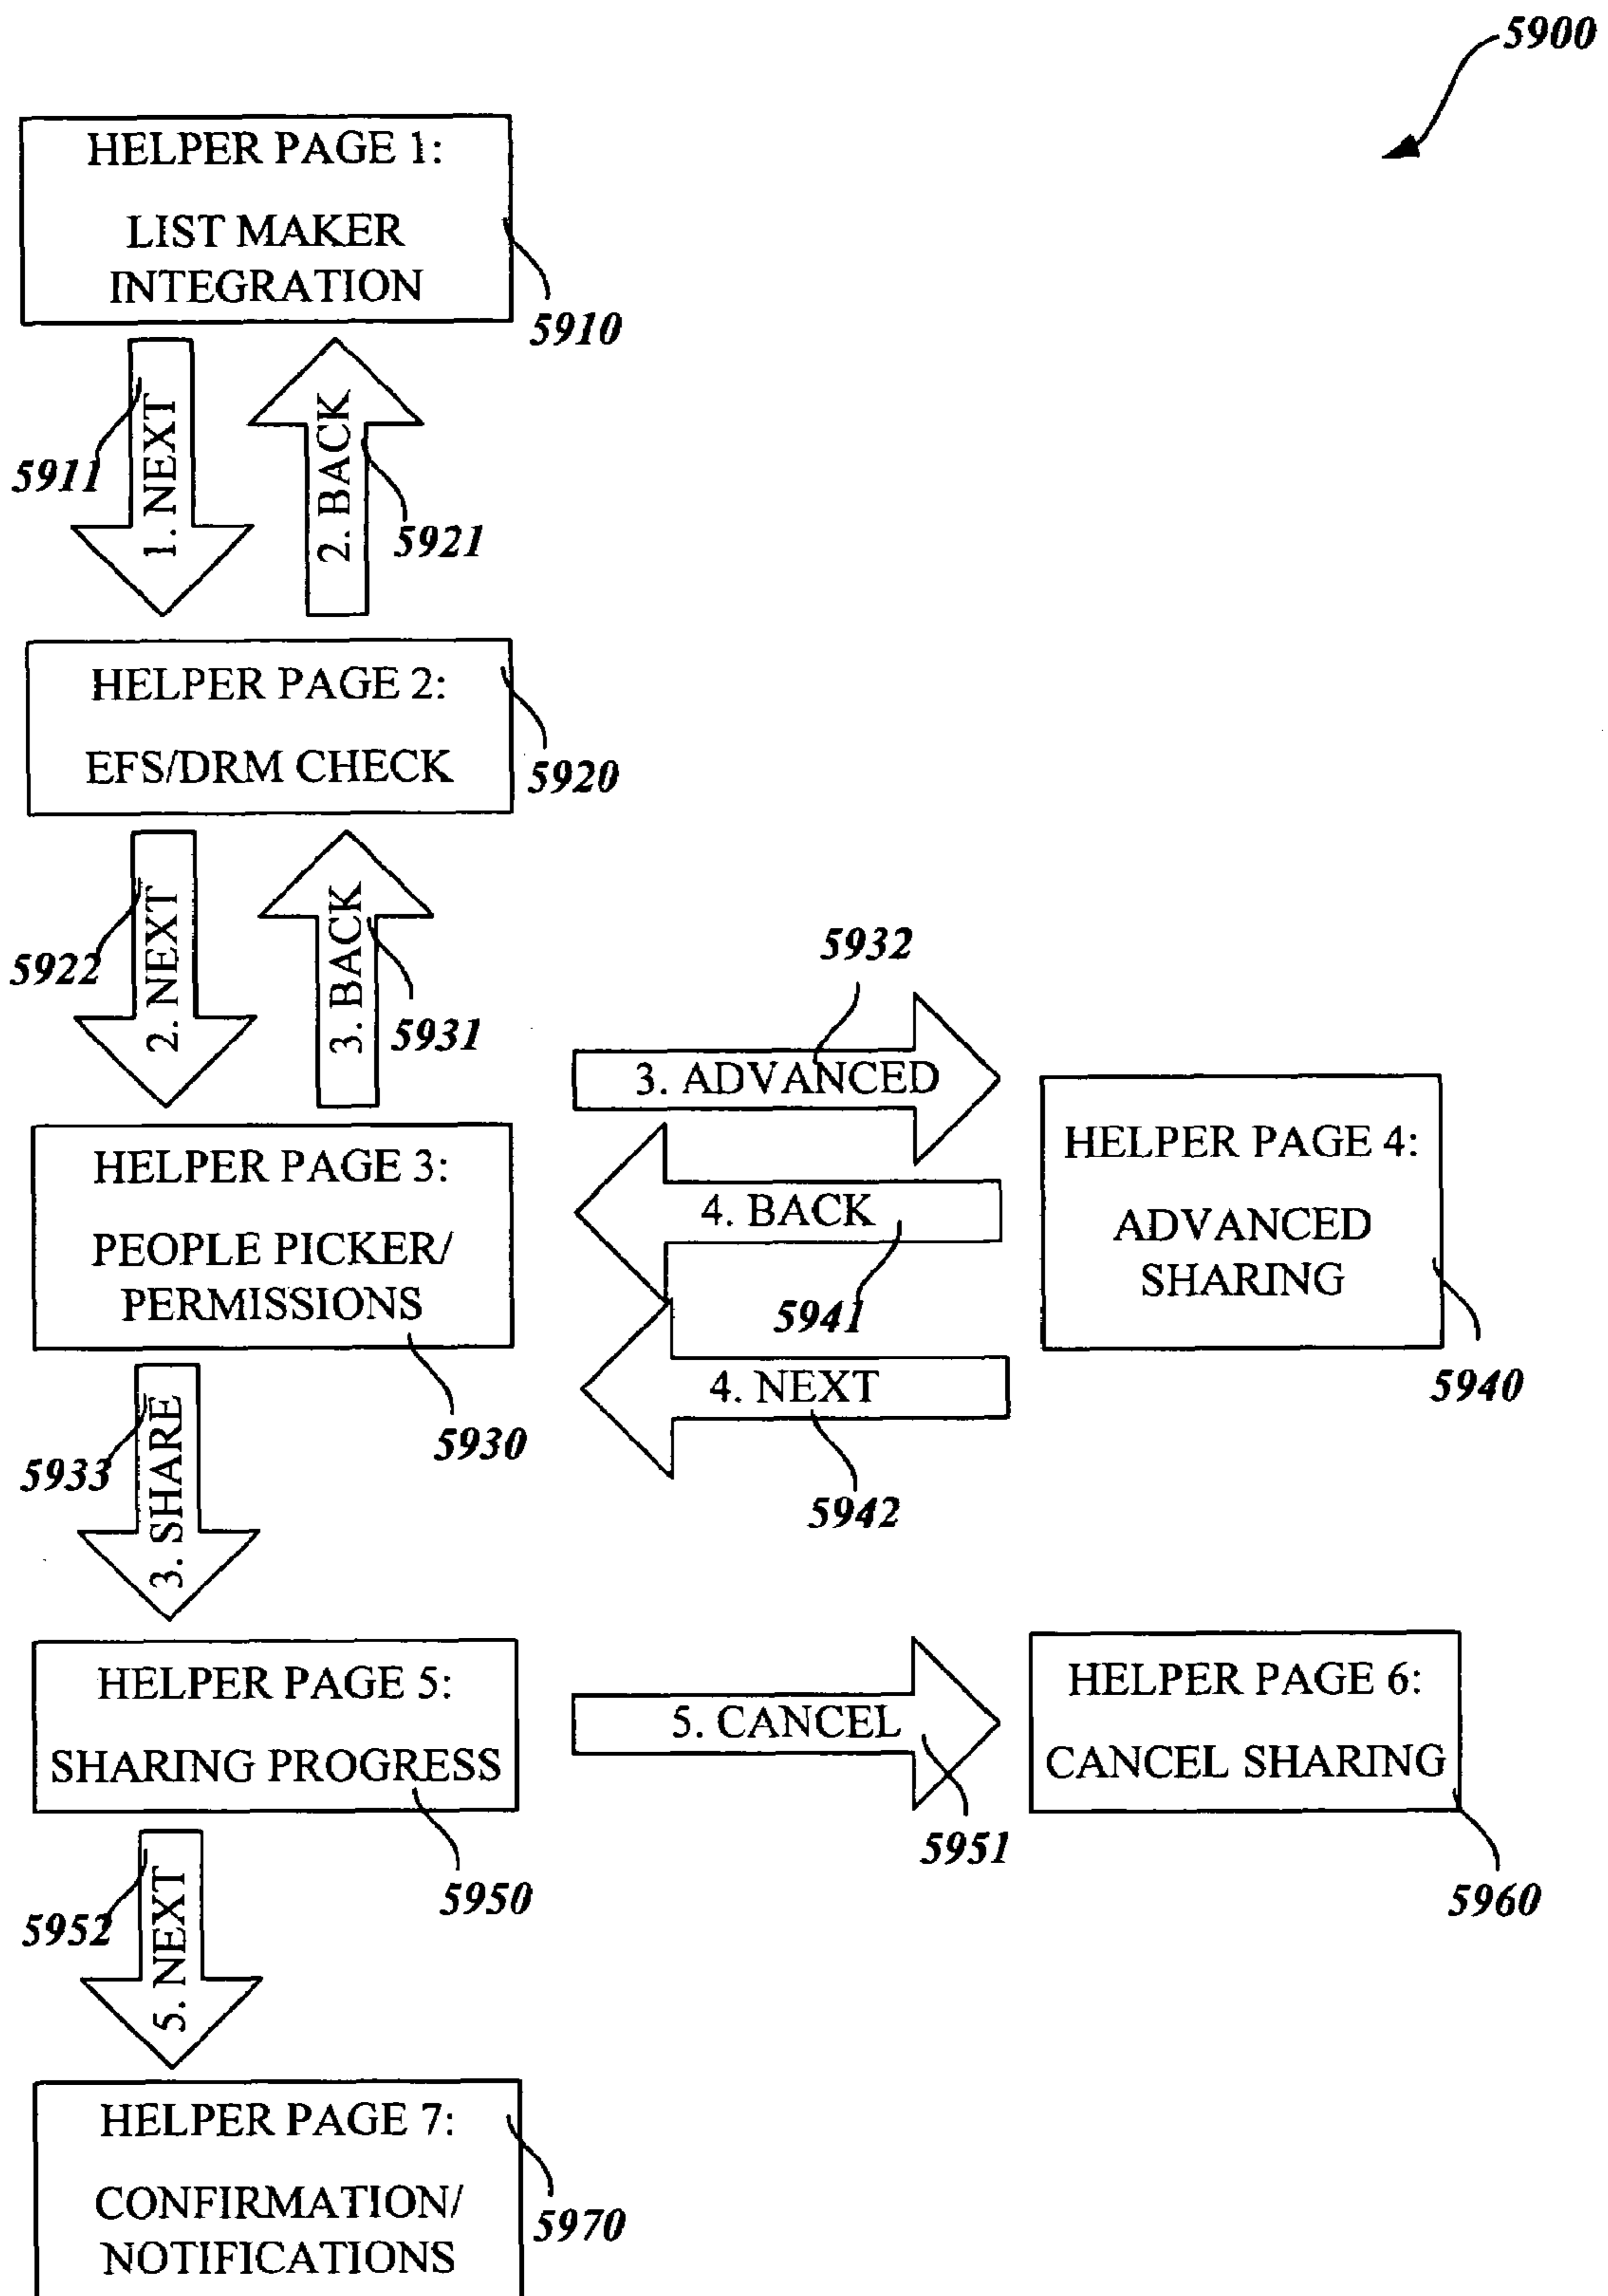 5900
HELPER PAGE 1:
LIST MAKER
INTEGRATION
5910
1. NEXT
5911
2. BACK
5921
HELPER PAGE 2:
EFS/DRM CHECK
5920
2. NEXT
5922
3. BACK
5931
5932
3. ADVANCED
HELPER PAGE 3:
PEOPLE PICKER/
PERMISSIONS
5930
4. BACK
5941
4. NEXT
5942
HELPER PAGE 4:
ADVANCED
SHARING
5940
3. SHARE
5933
HELPER PAGE 5:
SHARING PROGRESS
5950
5. CANCEL
5951
HELPER PAGE 6:
CANCEL SHARING
5960
5. NEXT
5952
HELPER PAGE 7:
CONFIRMATION/
NOTIFICATIONS
5970